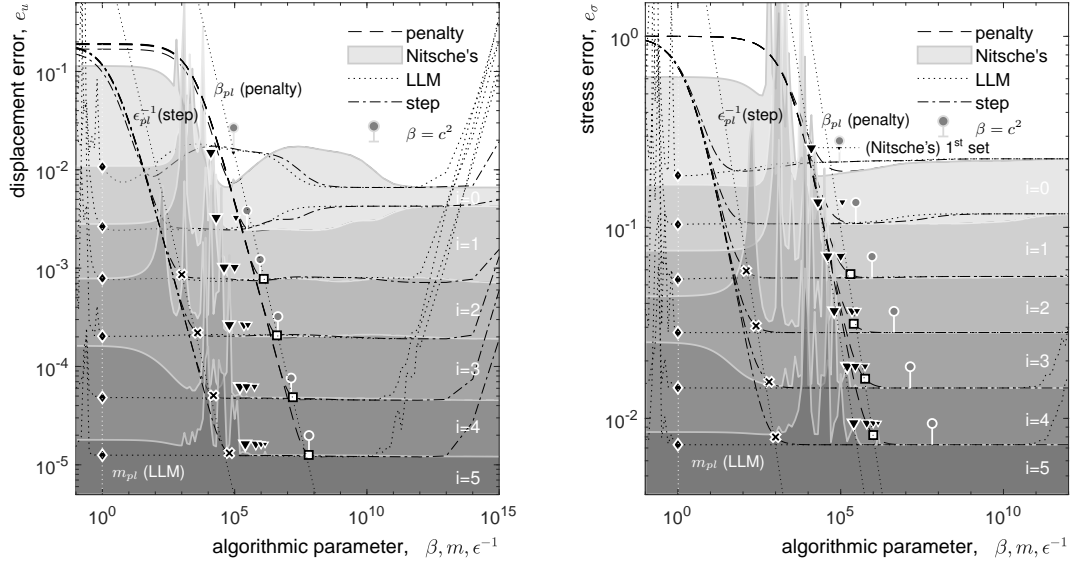 displacement error, e_u
10^-1
10^-2
10^-3
10^-4
10^-5
penalty
Nitsche's
LLM
step
β = c^2
β_pl (penalty)
ε_pl^-1 (step)
m_pl (LLM)
i=0
i=1
i=2
i=3
i=4
i=5
10^0
10^5
10^10
10^15
algorithmic parameter, β, m, ϵ^-1
stress error, e_σ
10^0
10^-1
10^-2
penalty
Nitsche's
LLM
step
β = c^2
β_pl (penalty)
(Nitsche's) 1st set
ϵ_pl^-1 (step)
m_pl (LLM)
i=0
i=1
i=2
i=3
i=4
i=5
10^0
10^5
10^10
algorithmic parameter, β, m, ϵ^-1